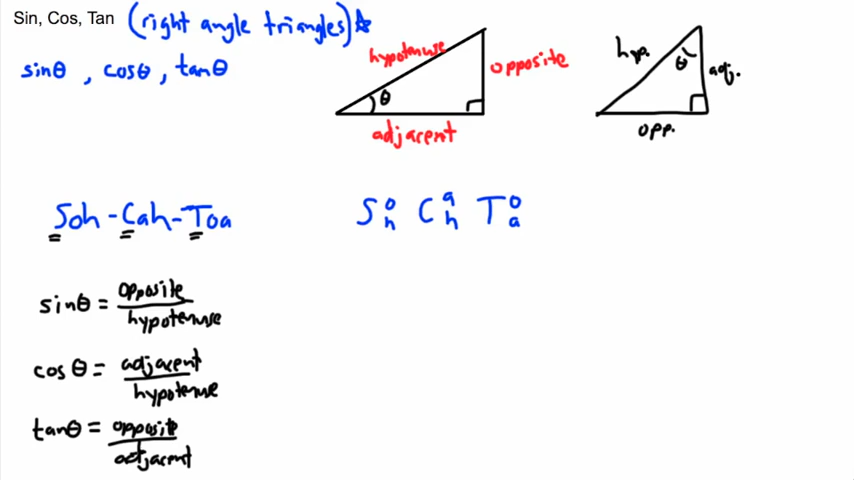 Sin, Cos, Tan (right angle triangles)
sinθ , cosθ , tanθ
hypotenuse
opposite
θ
adjacent
hyp.
θ
adj.
opp.
Soh - Cah - Toa
S o h C a h T o a
sinθ = opposite
hypotenuse
cosθ = adjacent
hypotenuse
tanθ = opposite
adjacent